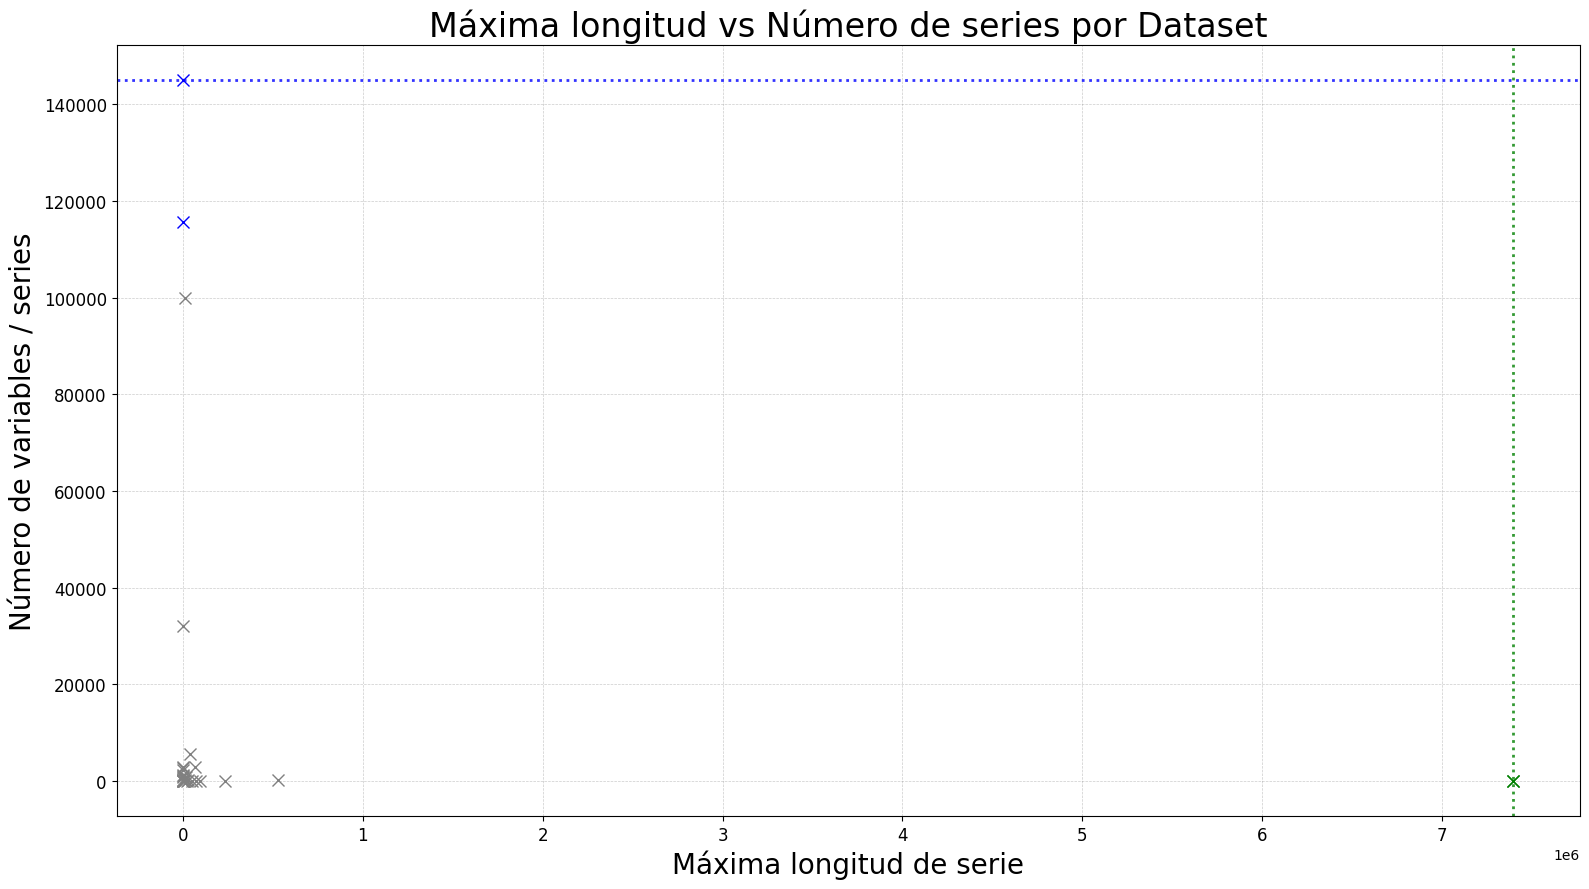 Máxima longitud vs Número de series por Dataset
Número de variables / series
140000
120000
100000
80000
60000
40000
20000
0
0 1 2 3 4 5 6 7
1e6
Máxima longitud de serie